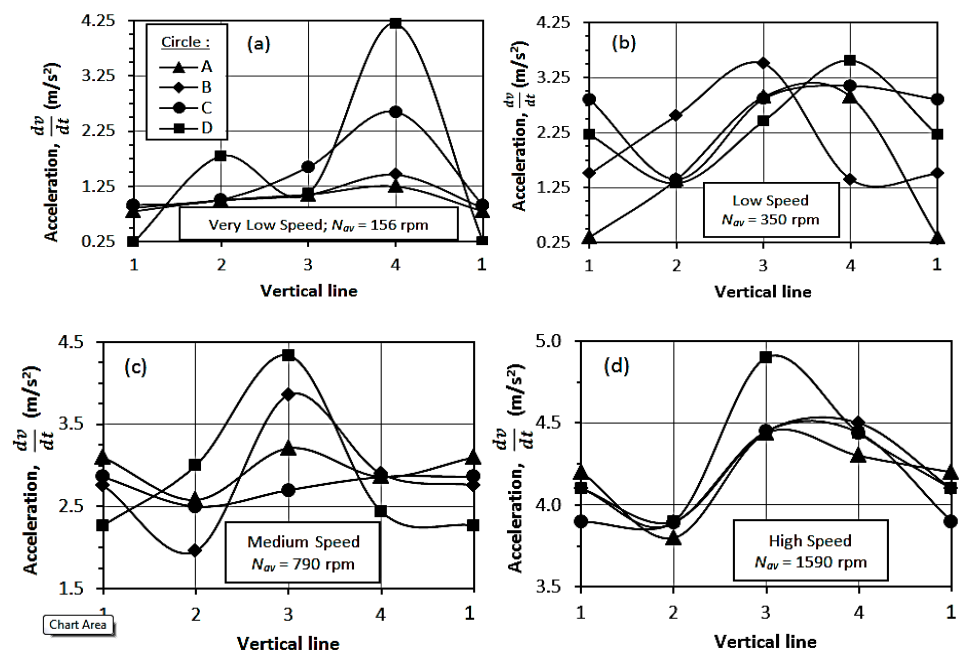 4.25
3.25
2.25
1.25
0.25
Acceleration, dv/dt (m/s²)
Circle :
A
B
C
D
(a)
Very Low Speed; Nav = 156 rpm
1 2 3 4 1
Vertical line
4.25
3.25
2.25
1.25
0.25
Acceleration, dv/dt (m/s²)
(b)
Low Speed
Nav = 350 rpm
1 2 3 4 1
Vertical line
4.5
3.5
2.5
1.5
Acceleration, dv/dt (m/s²)
(c)
Medium Speed
Nav = 790 rpm
1 2 3 4 1
Chart Area
Vertical line
5.0
4.5
4.0
3.5
Acceleration, dv/dt (m/s²)
(d)
High Speed
Nav = 1590 rpm
1 2 3 4 1
Vertical line